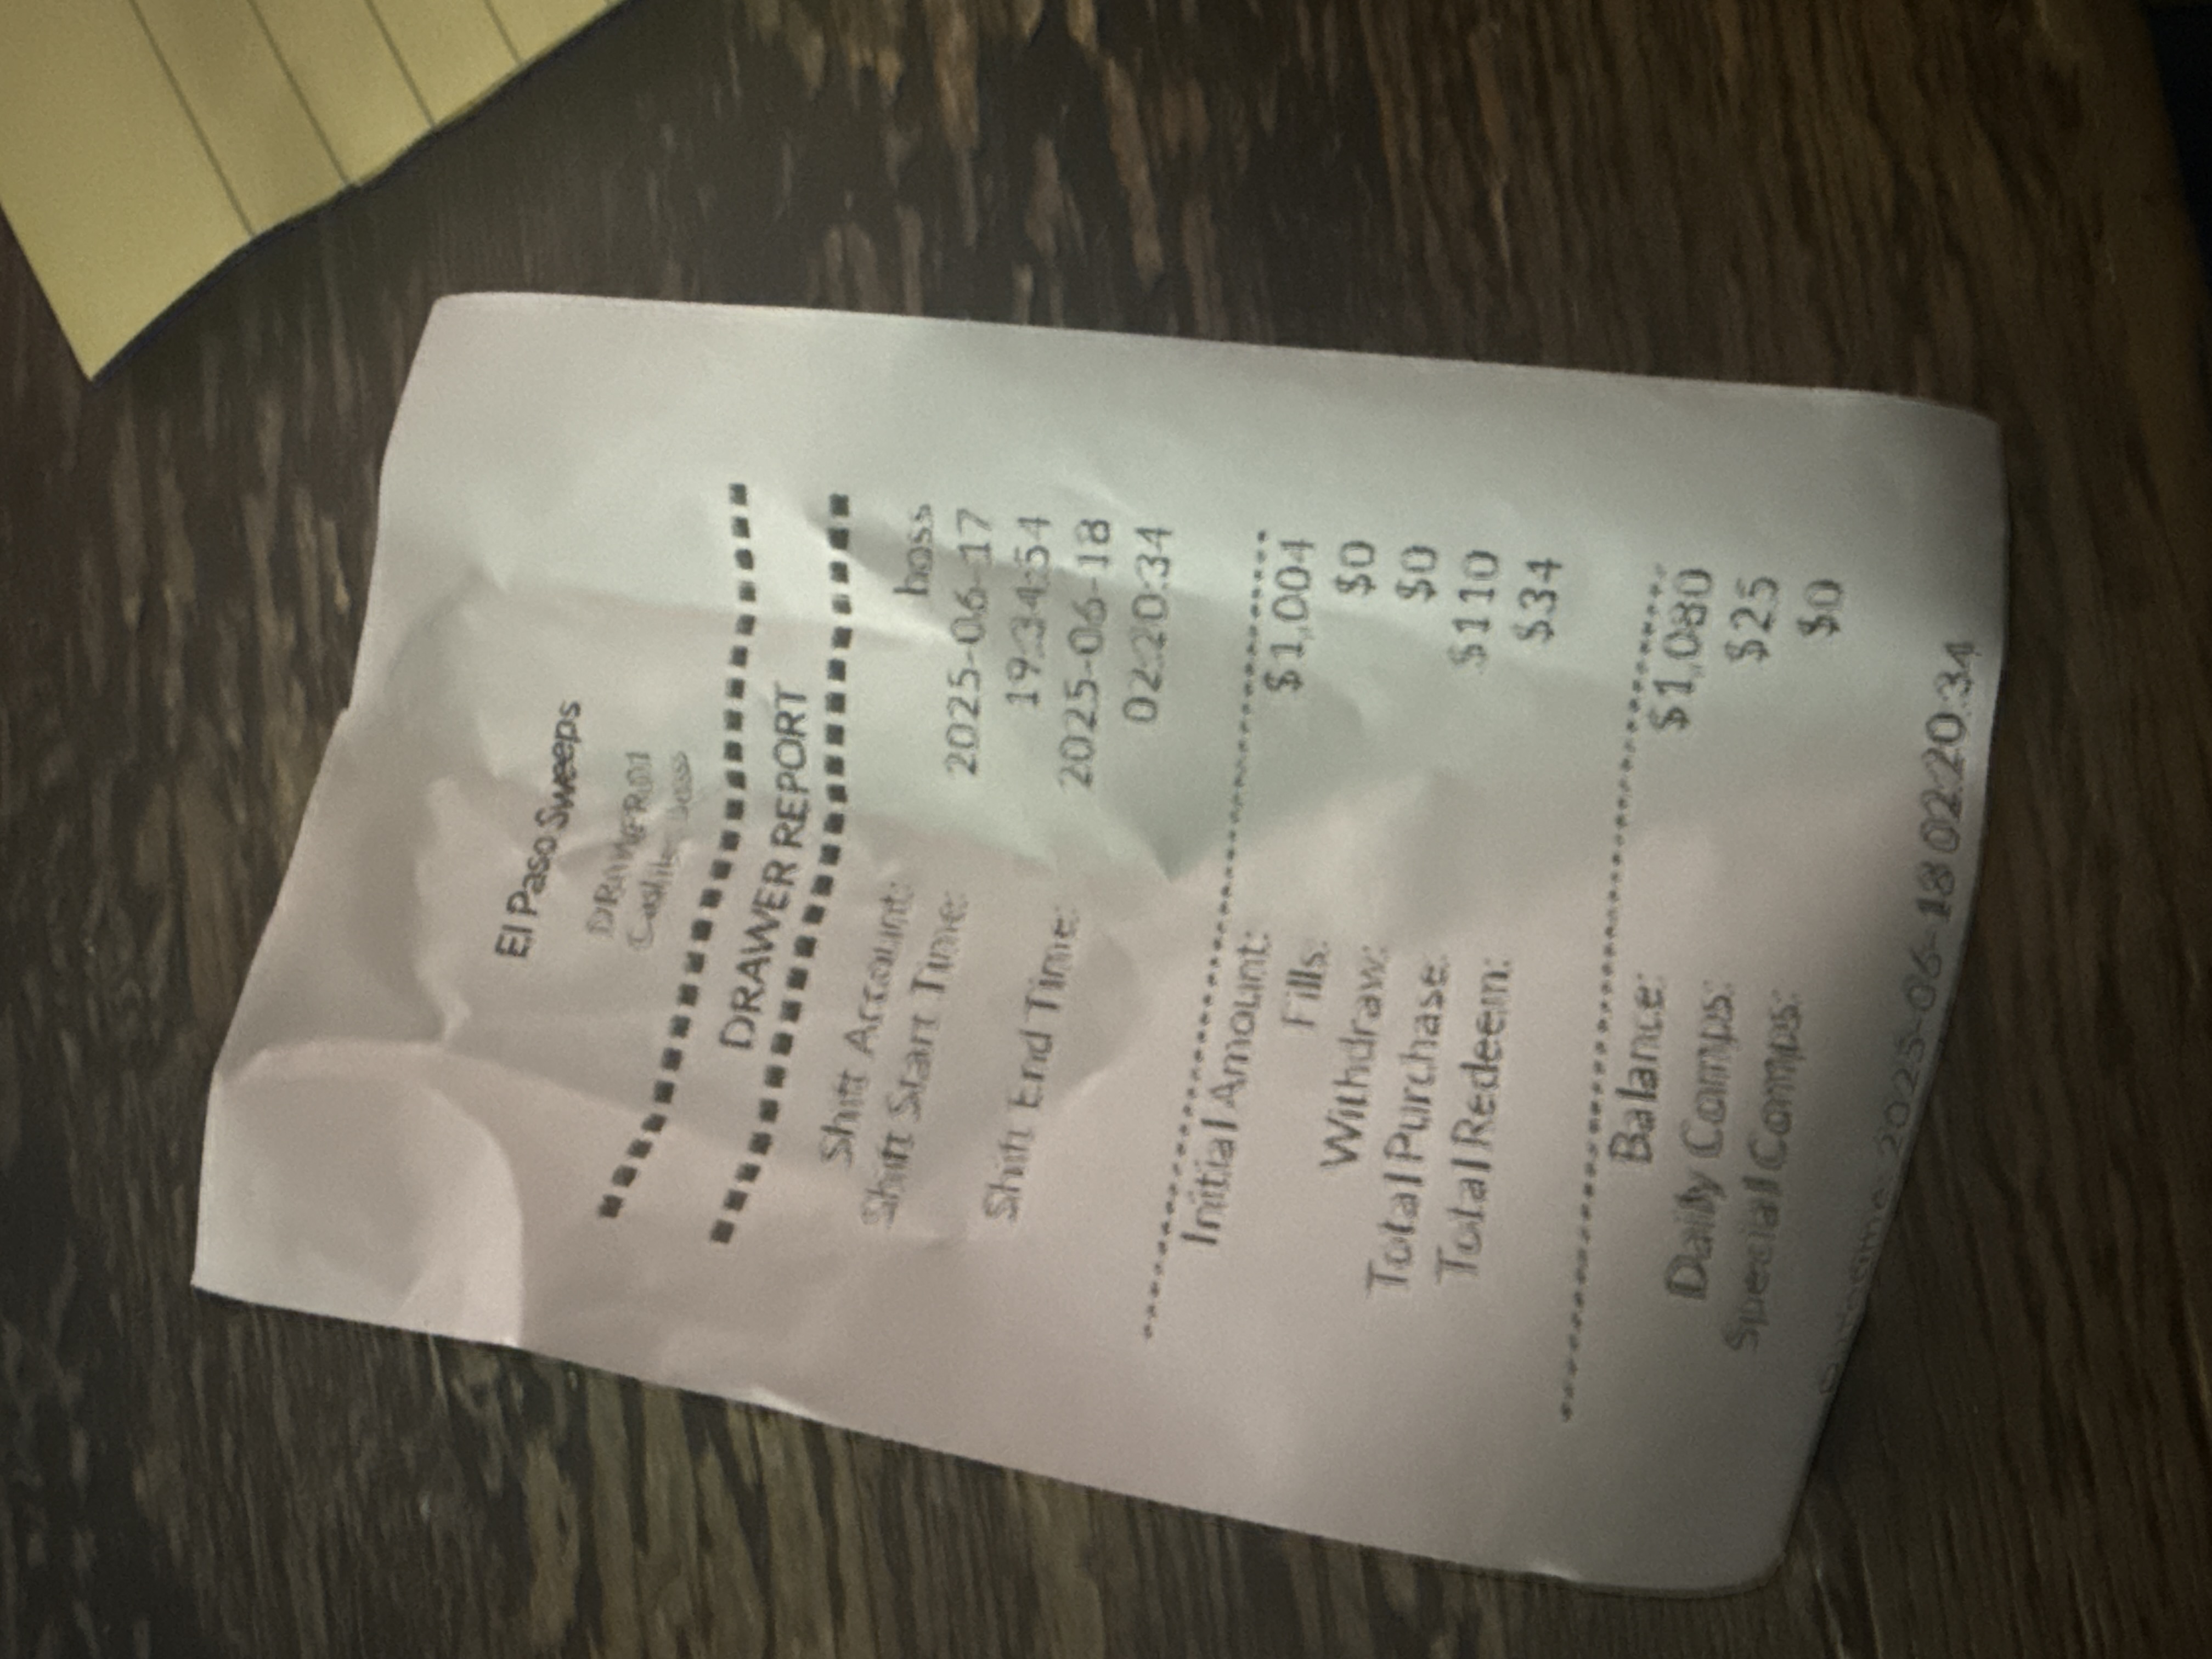 El Paso Sweeps
DRAWER01
boss
DRAWER REPORT
Shift Account: boss
Shift Start Time: 2025-06-17
19:34:54
Shift End Time: 2025-06-18
02:20:34
Initial Amount: $1,004
Fills: $0
Withdraw: $0
Total Purchase: $110
Total Redeem: $34
Balance: $1,080
Daily Comps: $25
Special Comps: $0
2025-06-18 02:20:34